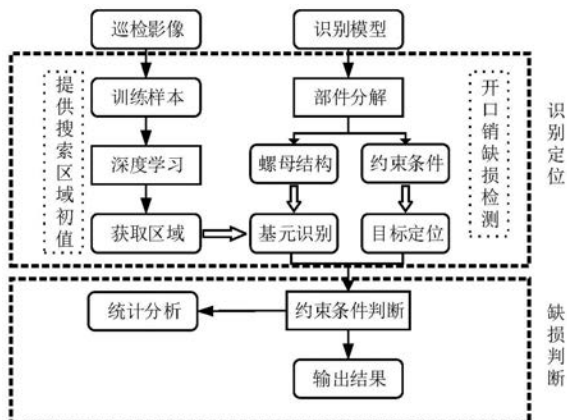 巡检影像
识别模型
提供搜索区域初值
训练样本
部件分解
开口销缺损检测
识别定位
深度学习
螺母结构
约束条件
获取区域
基元识别
目标定位
统计分析
约束条件判断
缺损判断
输出结果